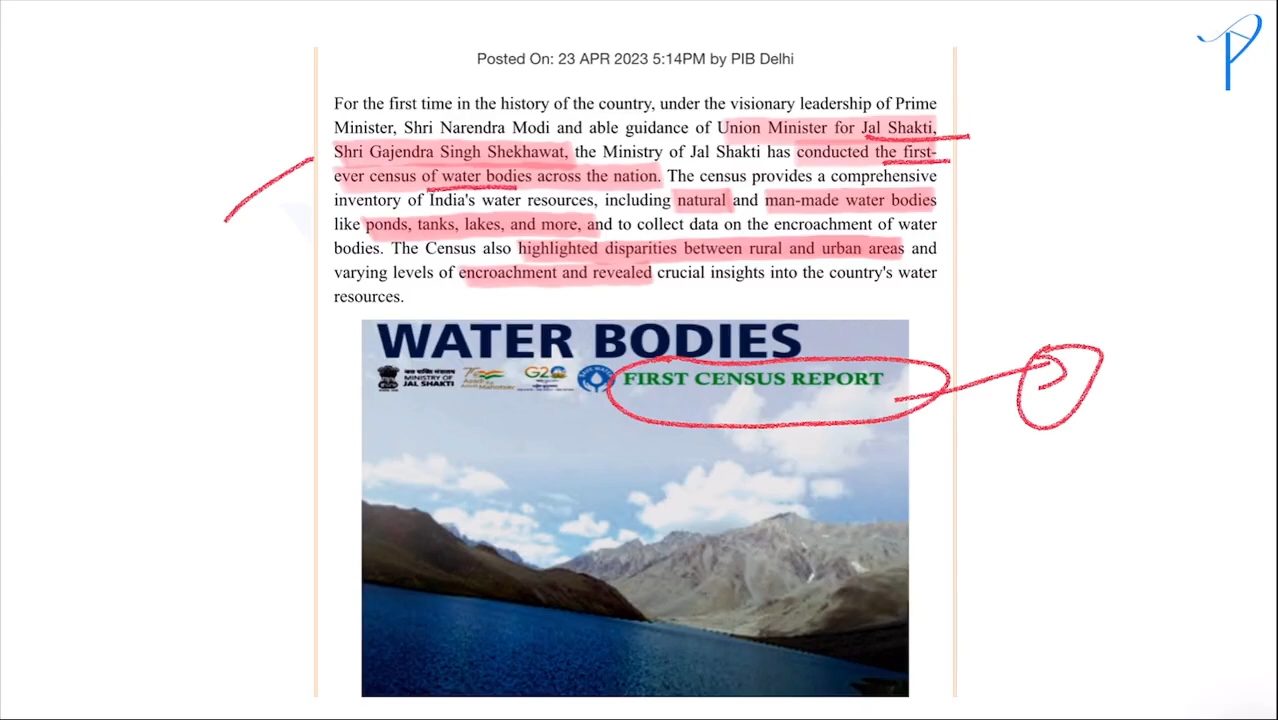 Posted On: 23 APR 2023 5:14PM by PIB Delhi
For the first time in the history of the country, under the visionary leadership of Prime
Minister, Shri Narendra Modi and able guidance of Union Minister for Jal Shakti,
Shri Gajendra Singh Shekhawat, the Ministry of Jal Shakti has conducted the first-
ever census of water bodies across the nation. The census provides a comprehensive
inventory of India's water resources, including natural and man-made water bodies
like ponds, tanks, lakes, and more, and to collect data on the encroachment of water
bodies. The Census also highlighted disparities between rural and urban areas and
varying levels of encroachment and revealed crucial insights into the country's water
resources.
WATER BODIES
MINISTRY OF
JAL SHAKTI
G20
FIRST CENSUS REPORT